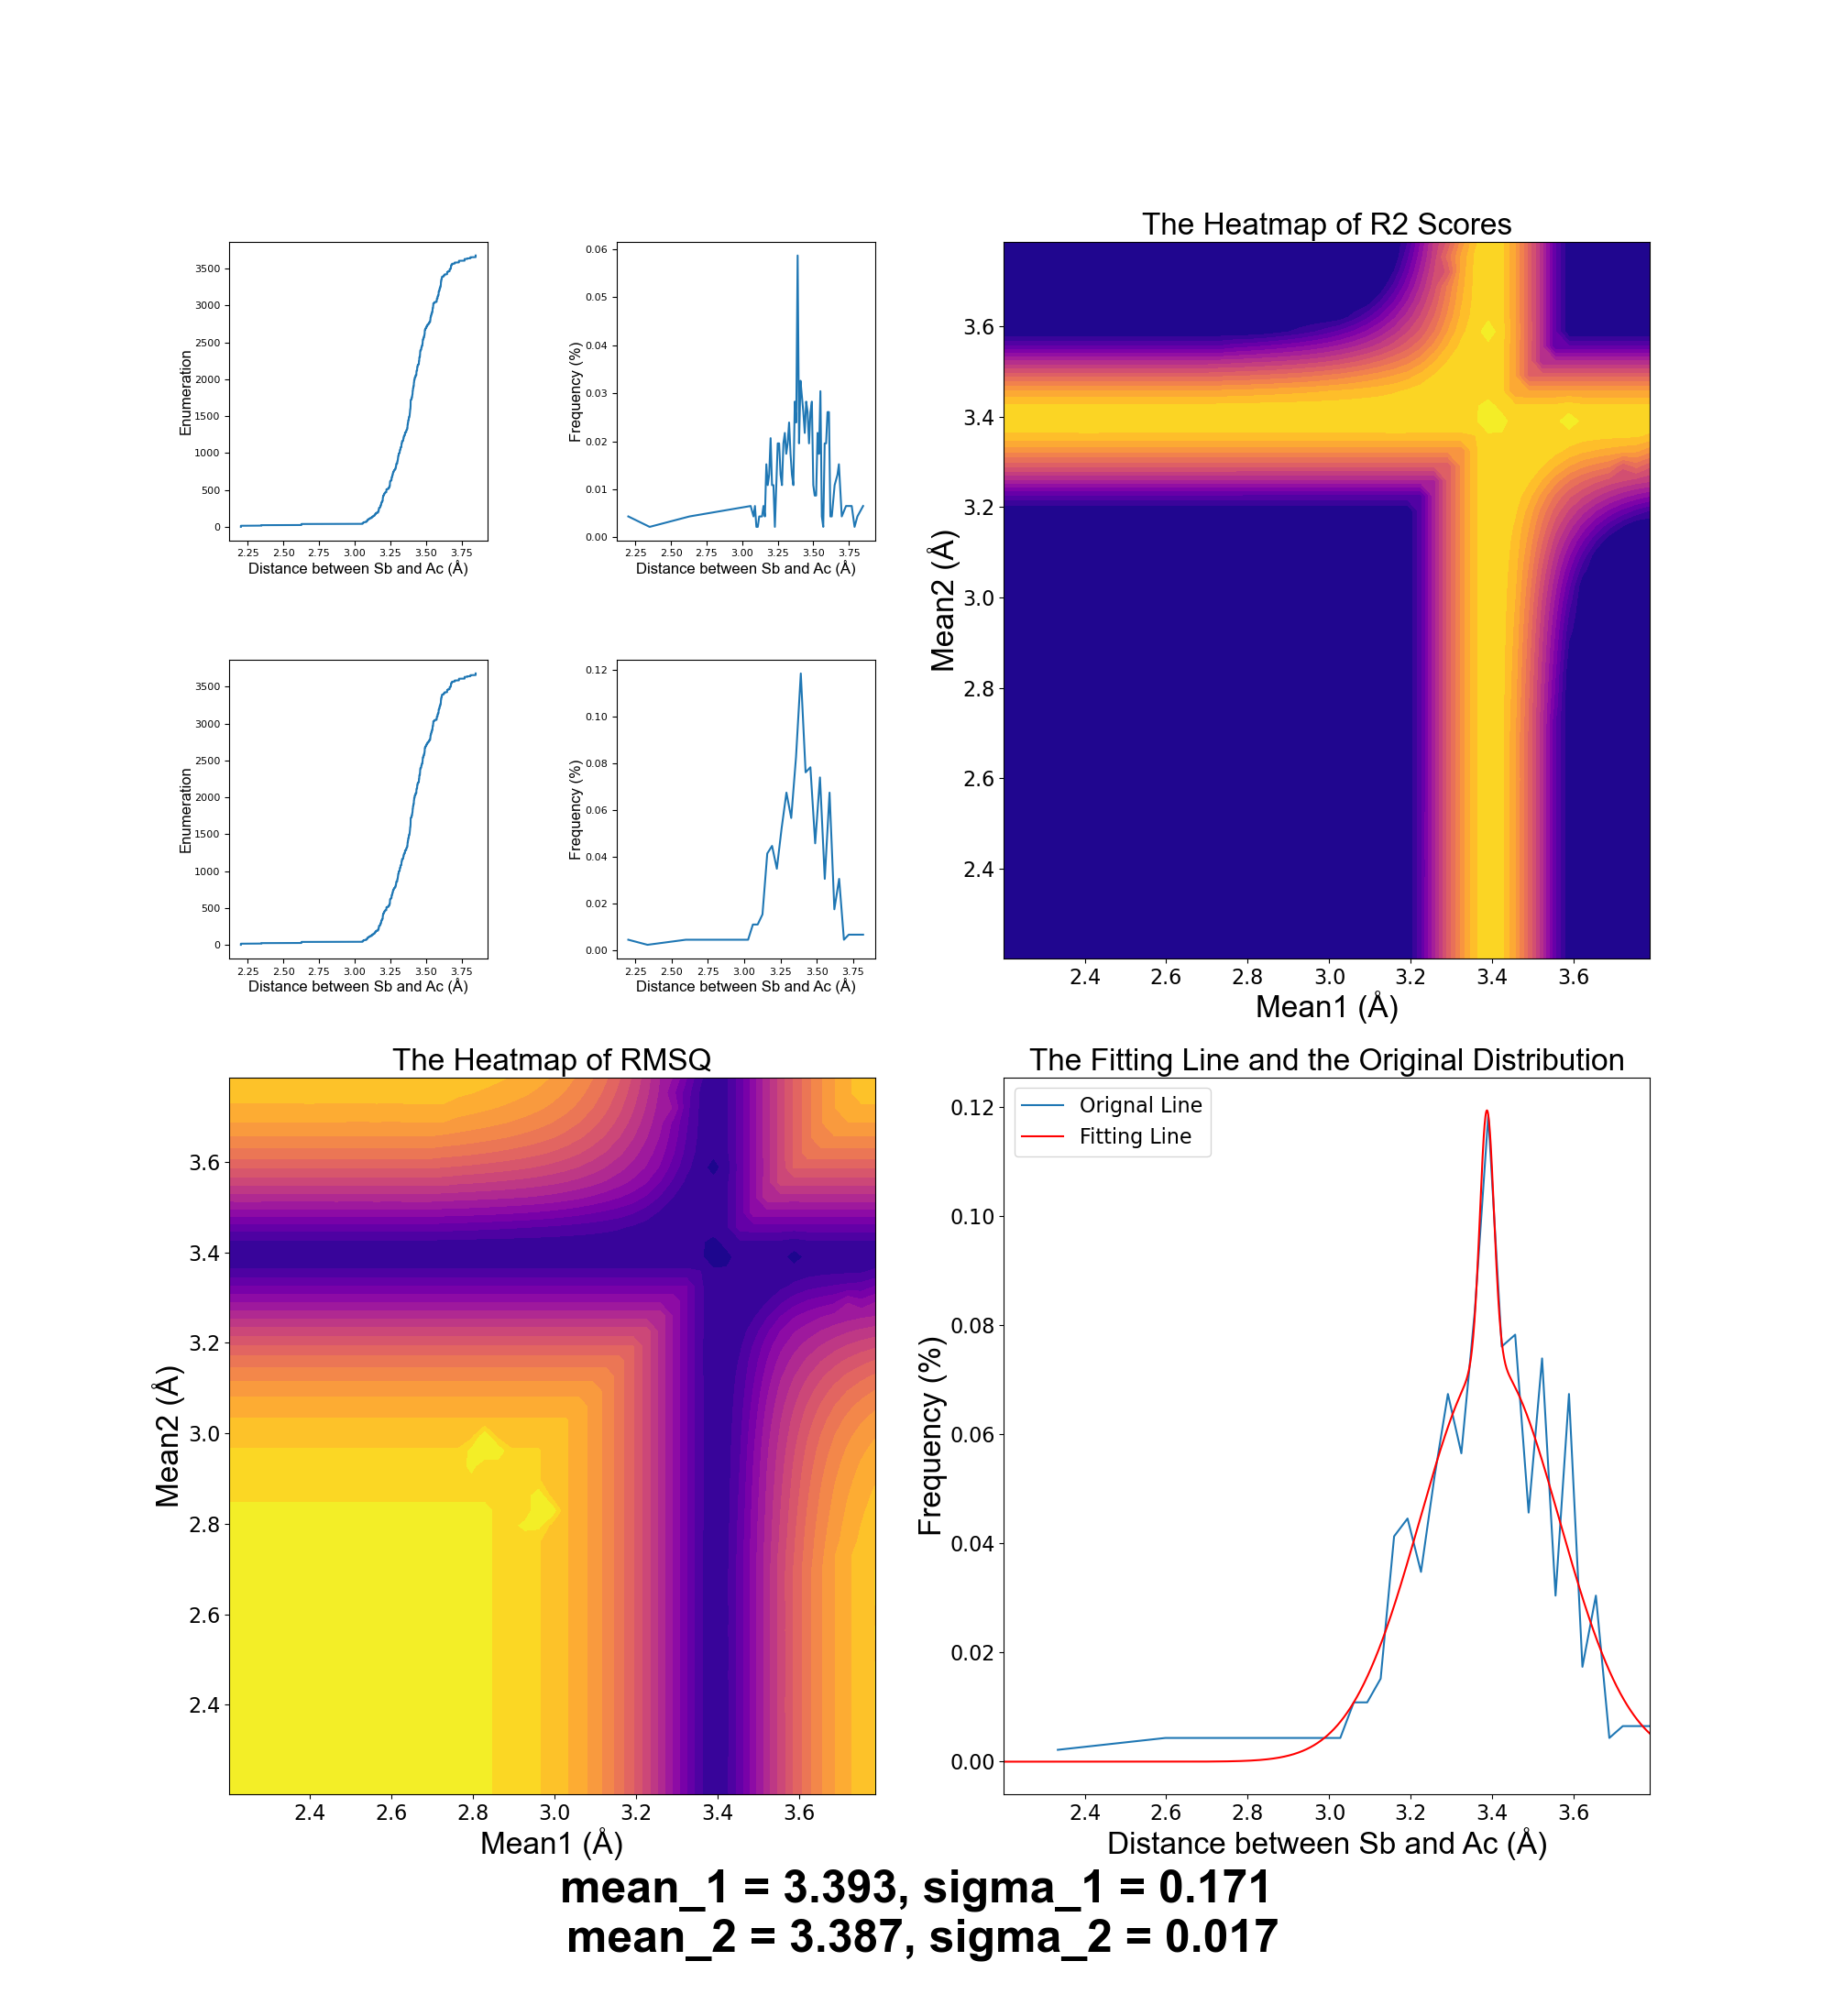 3500
3000
2500
2000
1500
1000
500
0
Enumeration
2.25 2.50 2.75 3.00 3.25 3.50 3.75
Distance between Sb and Ac (Å)
0.06
0.05
0.04
0.03
0.02
0.01
0.00
Frequency (%)
2.25 2.50 2.75 3.00 3.25 3.50 3.75
Distance between Sb and Ac (Å)
3500
3000
2500
2000
1500
1000
500
0
Enumeration
2.25 2.50 2.75 3.00 3.25 3.50 3.75
Distance between Sb and Ac (Å)
0.12
0.10
0.08
0.06
0.04
0.02
0.00
Frequency (%)
2.25 2.50 2.75 3.00 3.25 3.50 3.75
Distance between Sb and Ac (Å)
The Heatmap of R2 Scores
3.6
3.4
3.2
3.0
2.8
2.6
2.4
Mean2 (Å)
2.4 2.6 2.8 3.0 3.2 3.4 3.6
Mean1 (Å)
The Heatmap of RMSQ
3.6
3.4
3.2
3.0
2.8
2.6
2.4
Mean2 (Å)
2.4 2.6 2.8 3.0 3.2 3.4 3.6
Mean1 (Å)
The Fitting Line and the Original Distribution
Orignal Line
Fitting Line
0.12
0.10
0.08
0.06
0.04
0.02
0.00
Frequency (%)
2.4 2.6 2.8 3.0 3.2 3.4 3.6
Distance between Sb and Ac (Å)
mean_1 = 3.393, sigma_1 = 0.171
mean_2 = 3.387, sigma_2 = 0.017